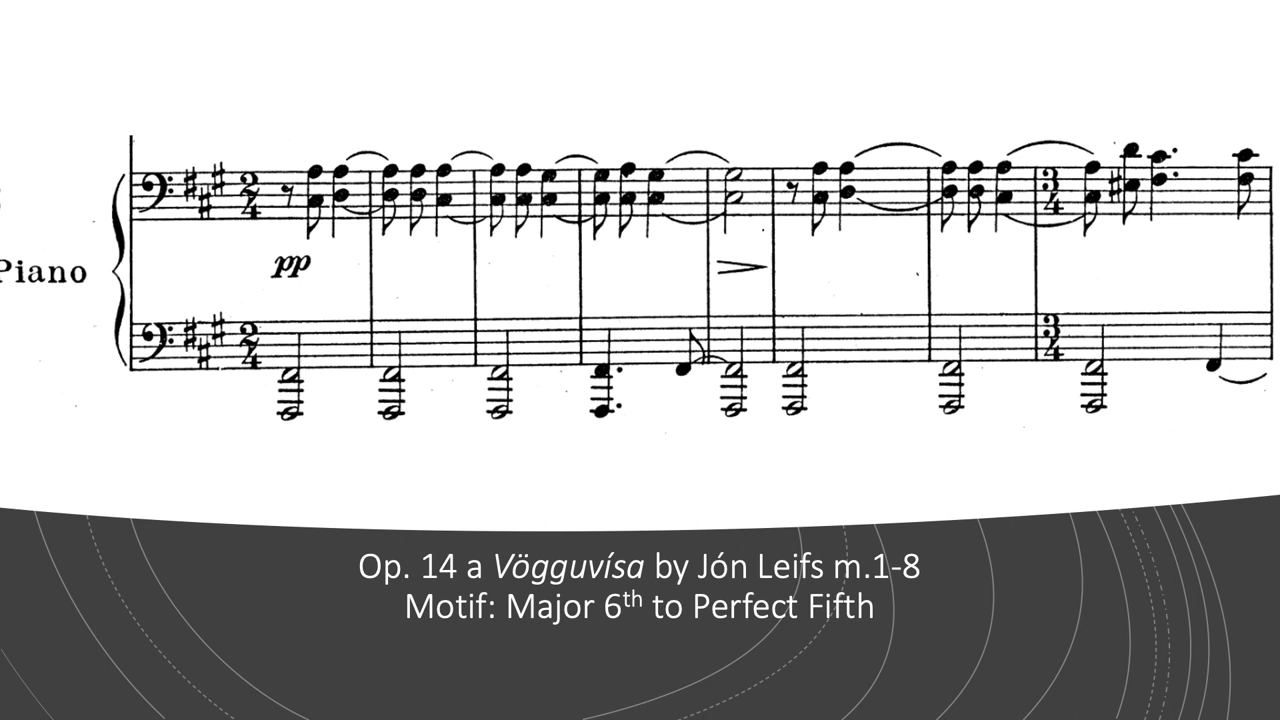 pp
Piano
Op. 14 a Vögguvísa by Jón Leifs m.1-8
Motif: Major 6th to Perfect Fifth